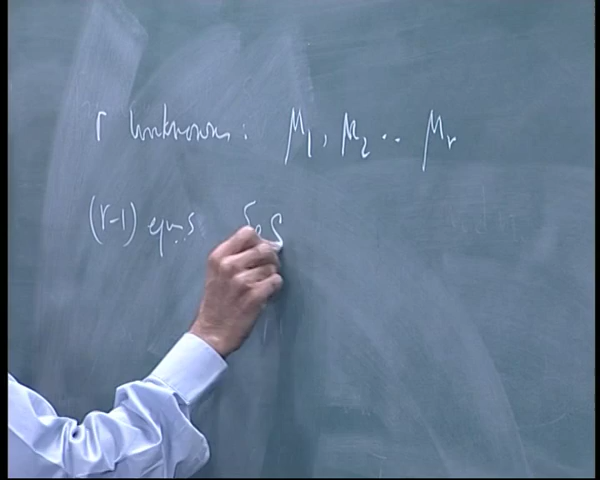 r unknowns: μ₁, μ₂ .. μᵣ
(r-1) eqns